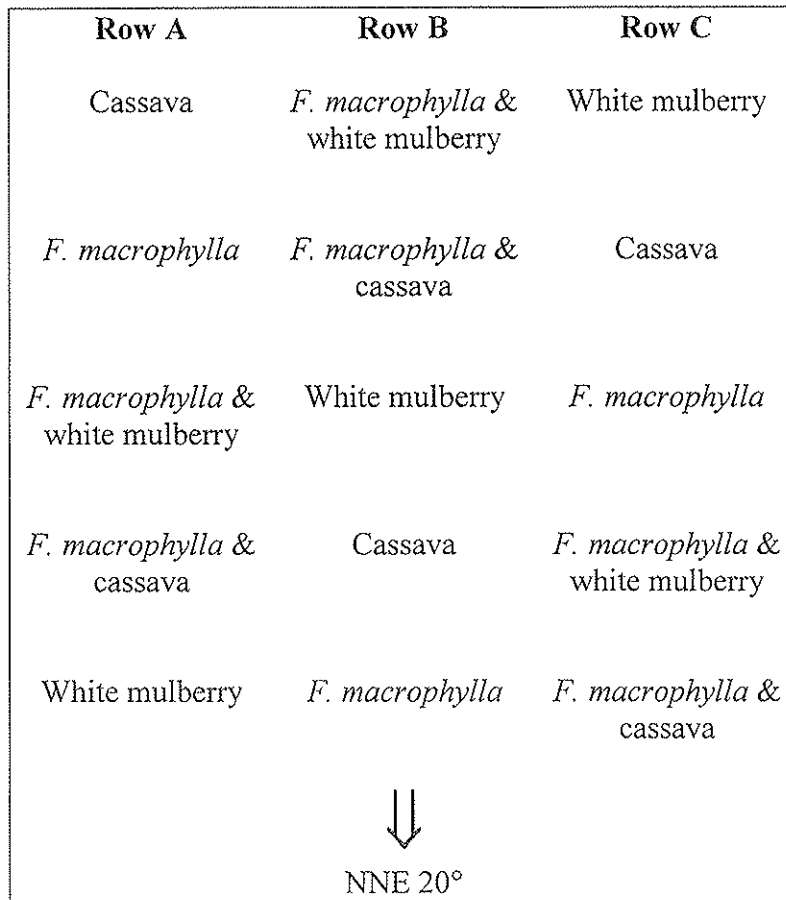 Row A Row B Row C
Cassava F. macrophylla & White mulberry
white mulberry
F. macrophylla F. macrophylla & Cassava
cassava
F. macrophylla & White mulberry F. macrophylla
white mulberry
F. macrophylla & Cassava F. macrophylla &
cassava white mulberry
White mulberry F. macrophylla F. macrophylla &
cassava
NNE 20°